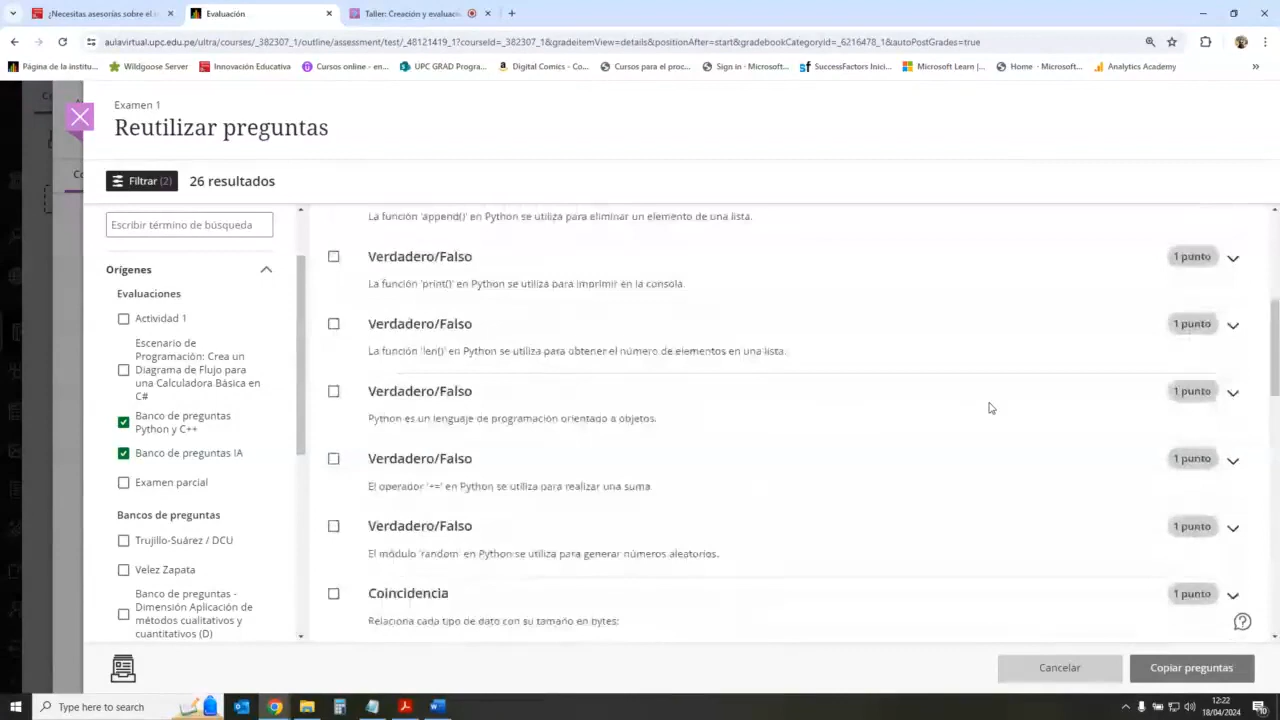 ¿Necesitas asesorías sobre el i
Evaluación
Taller: Creación y evaluaci
aulavirtual.upc.edu.pe/ultra/courses/_382307_1/outline/assessment/test/_48121419_1?courseId=_382307_1&gradeitemView=details&positionAfter=start&gradebookCategoryId=_6216478_1&autoPostGrades=true
Página de la institu...
Wildgoose Server
Innovación Educativa
Cursos online - en...
UPC GRAD Progra...
Digital Comics - Co...
Cursos para el proc...
Sign in - Microsoft...
SuccessFactors Inici...
Microsoft Learn |...
Home - Microsoft...
Analytics Academy
Examen 1
Reutilizar preguntas
Filtrar (2)
26 resultados
Escribir término de búsqueda
Orígenes
Evaluaciones
Actividad 1
Escenario de
Programación: Crea un
Diagrama de Flujo para
una Calculadora Básica en
C#
Banco de preguntas
Python y C++
Banco de preguntas IA
Examen parcial
Bancos de preguntas
Trujillo-Suárez / DCU
Velez Zapata
Banco de preguntas -
Dimensión Aplicación de
métodos cualitativos y
cuantitativos (D)
La función 'append()' en Python se utiliza para eliminar un elemento de una lista.
Verdadero/Falso
1 punto
La función 'print()' en Python se utiliza para imprimir en la consola.
Verdadero/Falso
1 punto
La función 'len()' en Python se utiliza para obtener el número de elementos en una lista.
Verdadero/Falso
1 punto
Python es un lenguaje de programación orientado a objetos.
Verdadero/Falso
1 punto
El operador '+=' en Python se utiliza para realizar una suma.
Verdadero/Falso
1 punto
El módulo 'random' en Python se utiliza para generar números aleatorios.
Coincidencia
1 punto
Relaciona cada tipo de dato con su tamaño en bytes:
Cancelar
Copiar preguntas
Type here to search
12:22
18/04/2024